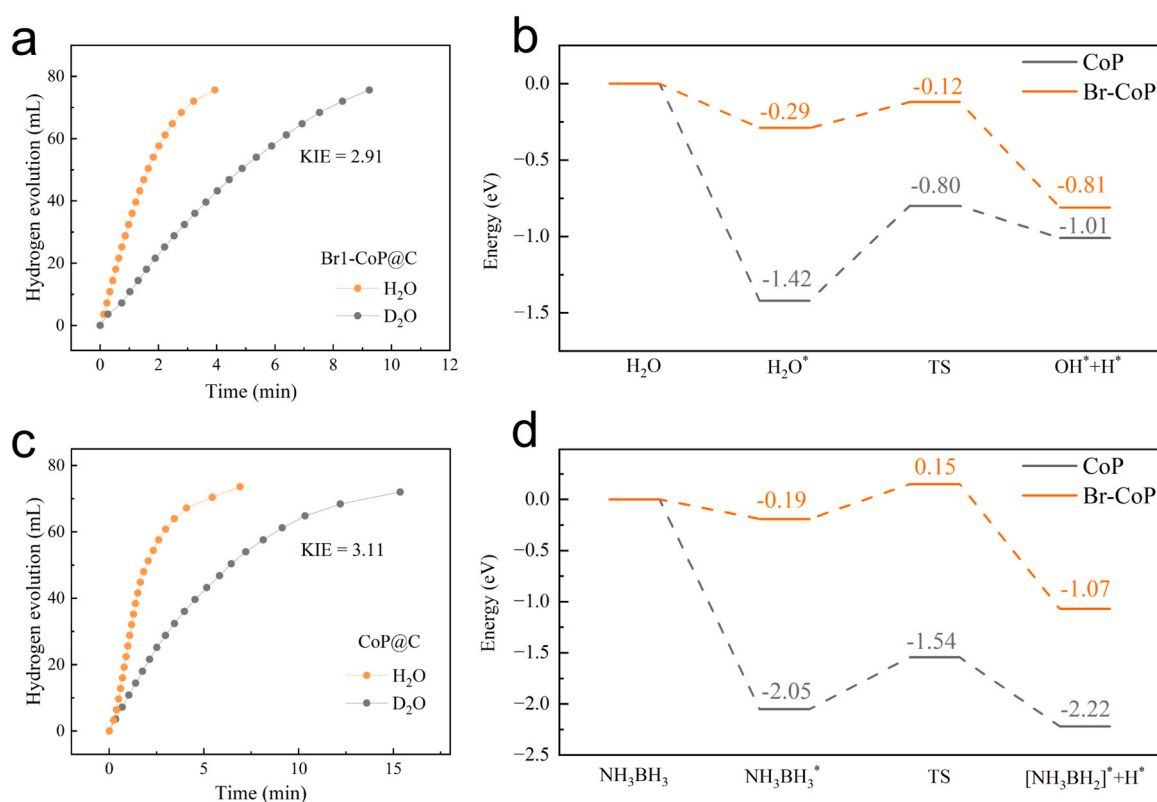 a
Hydrogen evolution (mL)
80
60
40
20
0
KIE = 2.91
Br1-CoP@C
H₂O
D₂O
0 2 4 6 8 10 12
Time (min)
b
Energy (eV)
0.0
−0.5
−1.0
−1.5
CoP
Br-CoP
-0.29
-0.12
-0.81
-1.42
-0.80
-1.01
H₂O H₂O* TS OH*+H*
c
Hydrogen evolution (mL)
80
60
40
20
0
KIE = 3.11
CoP@C
H₂O
D₂O
0 5 10 15
Time (min)
d
Energy (eV)
0.0
−0.5
−1.0
−1.5
−2.0
−2.5
CoP
Br-CoP
-0.19
0.15
-1.07
-2.05
-1.54
-2.22
NH₃BH₃ NH₃BH₃* TS [NH₃BH₂]*+H*